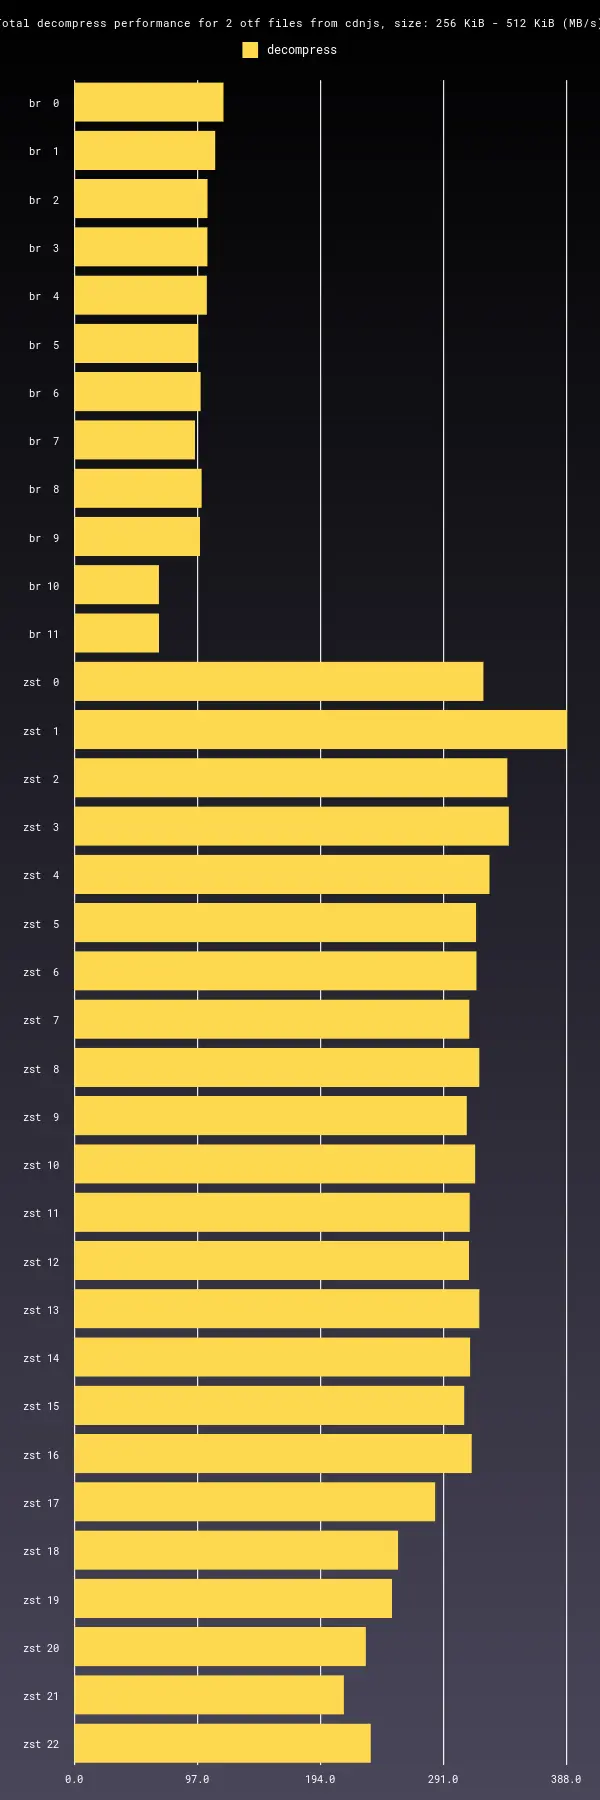 Total decompress performance for 2 otf files from cdnjs, size: 256 KiB - 512 KiB (MB/s)
decompress
br 0
br 1
br 2
br 3
br 4
br 5
br 6
br 7
br 8
br 9
br 10
br 11
zst 0
zst 1
zst 2
zst 3
zst 4
zst 5
zst 6
zst 7
zst 8
zst 9
zst 10
zst 11
zst 12
zst 13
zst 14
zst 15
zst 16
zst 17
zst 18
zst 19
zst 20
zst 21
zst 22
0.0 97.0 194.0 291.0 388.0